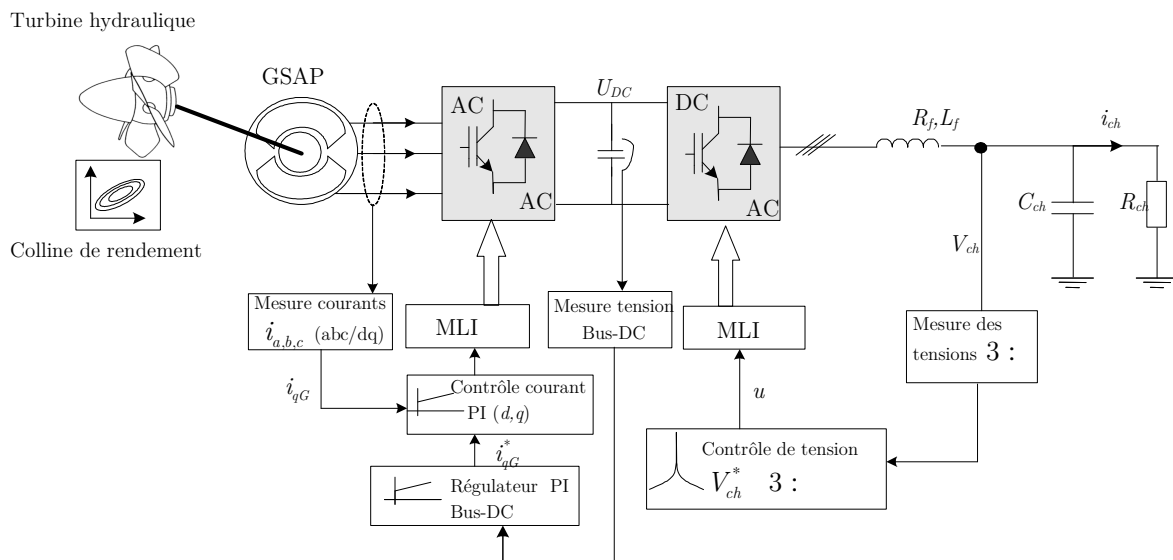 Turbine hydraulique
GSAP
Colline de rendement
AC
AC
U_DC
DC
AC
R_f, L_f
i_ch
C_ch
R_ch
V_ch
Mesure courants
i_a,b,c (abc/dq)
MLI
Mesure tension
Bus-DC
MLI
Mesure des
tensions 3 :
i_qG
Contrôle courant
PI (d,q)
u
i*_qG
Régulateur PI
Bus-DC
Contrôle de tension
V*_ch 3 :